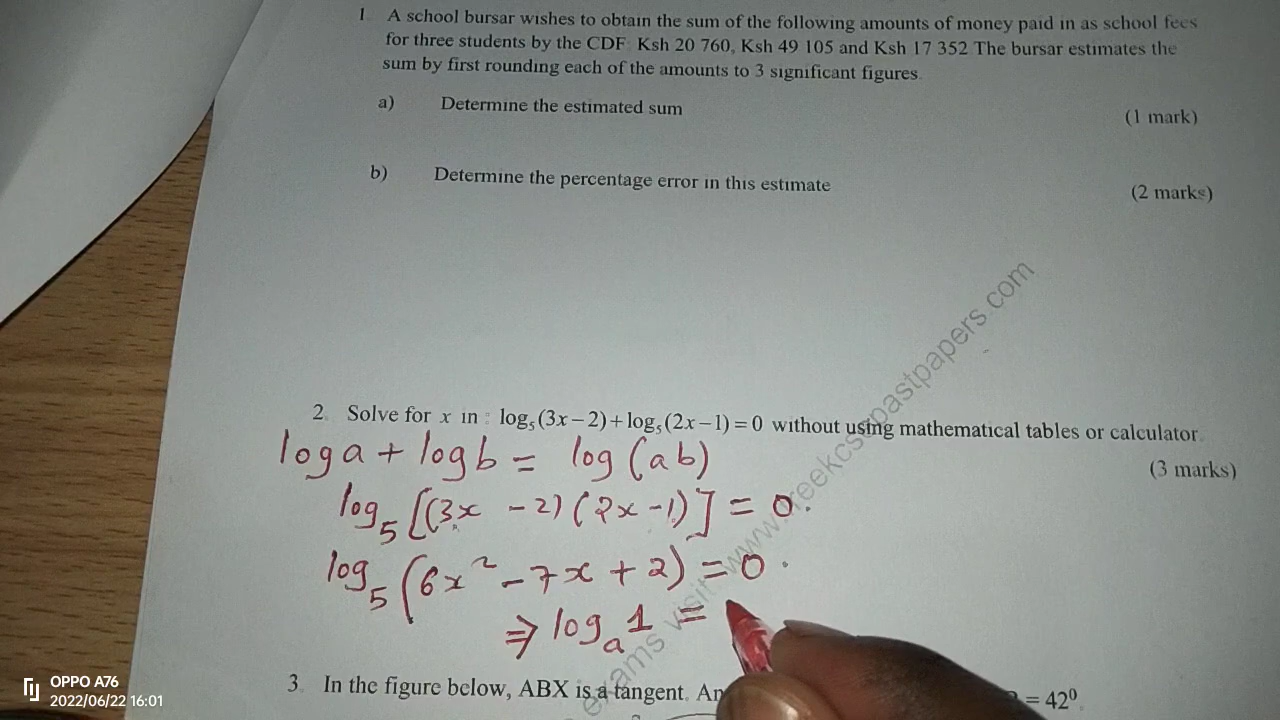 1 A school bursar wishes to obtain the sum of the following amounts of money paid in as school fees
for three students by the CDF Ksh 20 760, Ksh 49 105 and Ksh 17 352 The bursar estimates the
sum by first rounding each of the amounts to 3 significant figures.
a) Determine the estimated sum
(1 mark)
b) Determine the percentage error in this estimate
(2 marks)
2. Solve for x in : log₅(3x−2)+log₅(2x−1)=0 without using mathematical tables or calculator.
(3 marks)
log a + log b = log (ab)
log₅ [(3x - 2) (2x - 1)] = 0.
log₅ (6x² - 7x + 2) = 0.
⇒ logₐ 1 =
3. In the figure below, ABX is a tangent. = 42⁰.
OPPO A76
2022/06/22 16:01